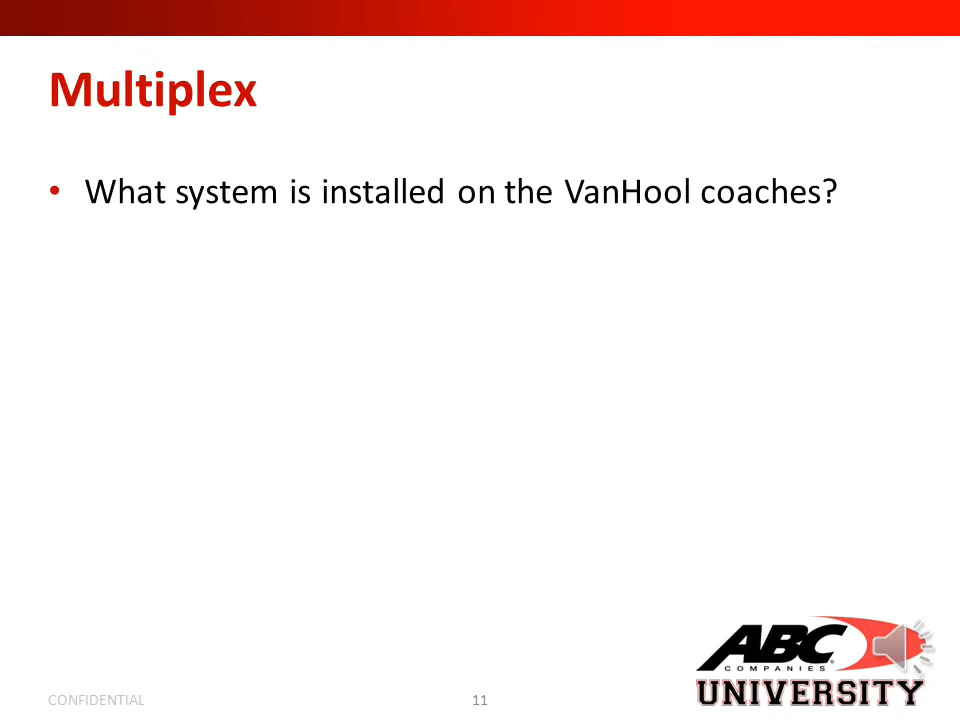 Multiplex
• What system is installed on the VanHool coaches?
ABC
COMPANIES
UNIVERSITY
CONFIDENTIAL
11